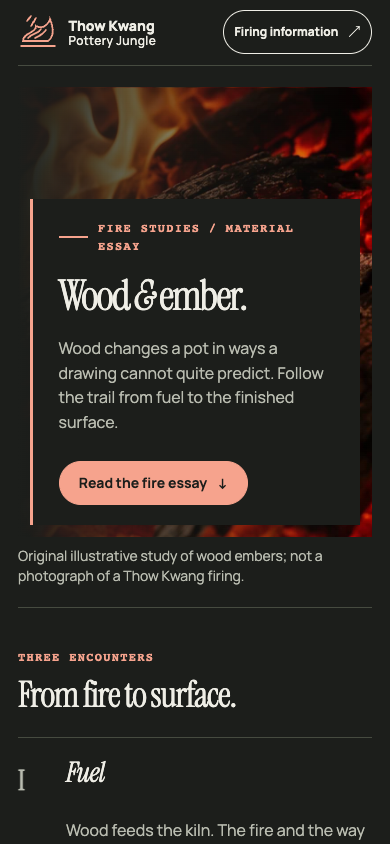 Thow Kwang
Pottery Jungle
Firing information ↗
FIRE STUDIES / MATERIAL
ESSAY
Wood & ember.
Wood changes a pot in ways a
drawing cannot quite predict. Follow
the trail from fuel to the finished
surface.
Read the fire essay ↓
Original illustrative study of wood embers; not a
photograph of a Thow Kwang firing.
THREE ENCOUNTERS
From fire to surface.
I
Fuel
Wood feeds the kiln. The fire and the way